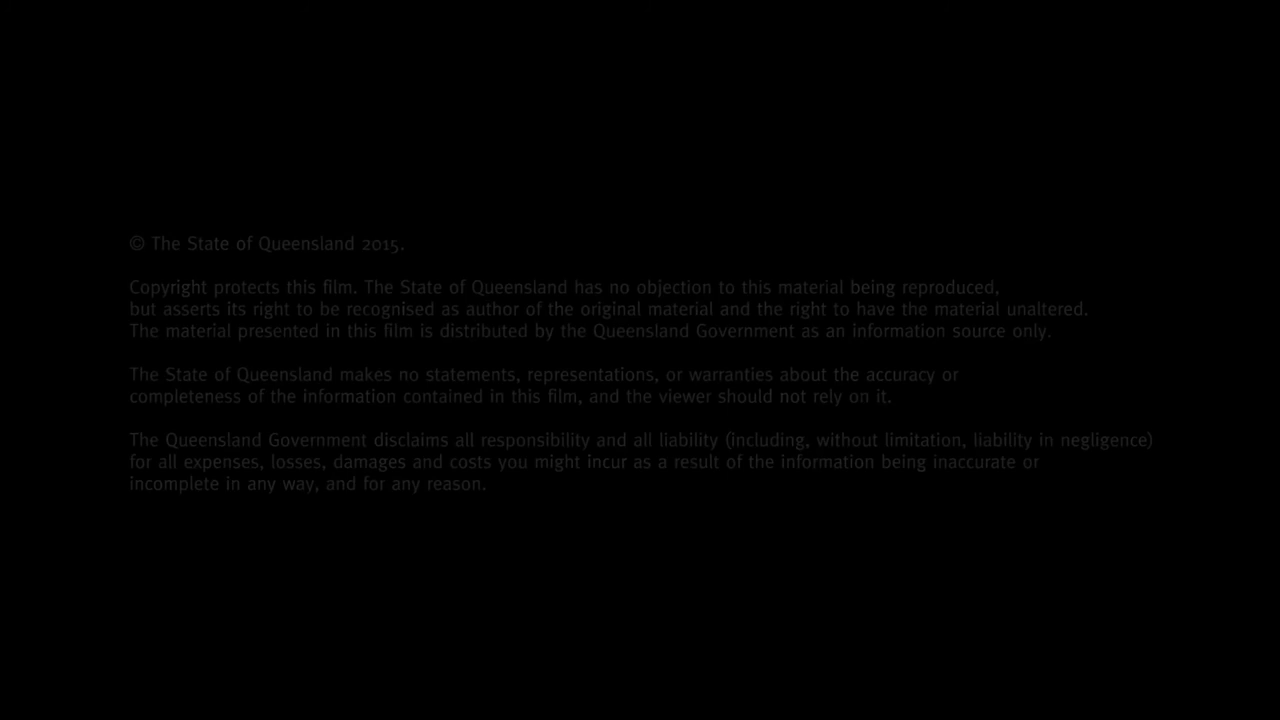 © The State of Queensland 2015.
Copyright protects this film. The State of Queensland has no objection to this material being reproduced,
but asserts its right to be recognised as author of the original material and the right to have the material unaltered.
The material presented in this film is distributed by the Queensland Government as an information source only.
The State of Queensland makes no statements, representations, or warranties about the accuracy or
completeness of the information contained in this film, and the viewer should not rely on it.
The Queensland Government disclaims all responsibility and all liability (including, without limitation, liability in negligence)
for all expenses, losses, damages and costs you might incur as a result of the information being inaccurate or
incomplete in any way, and for any reason.